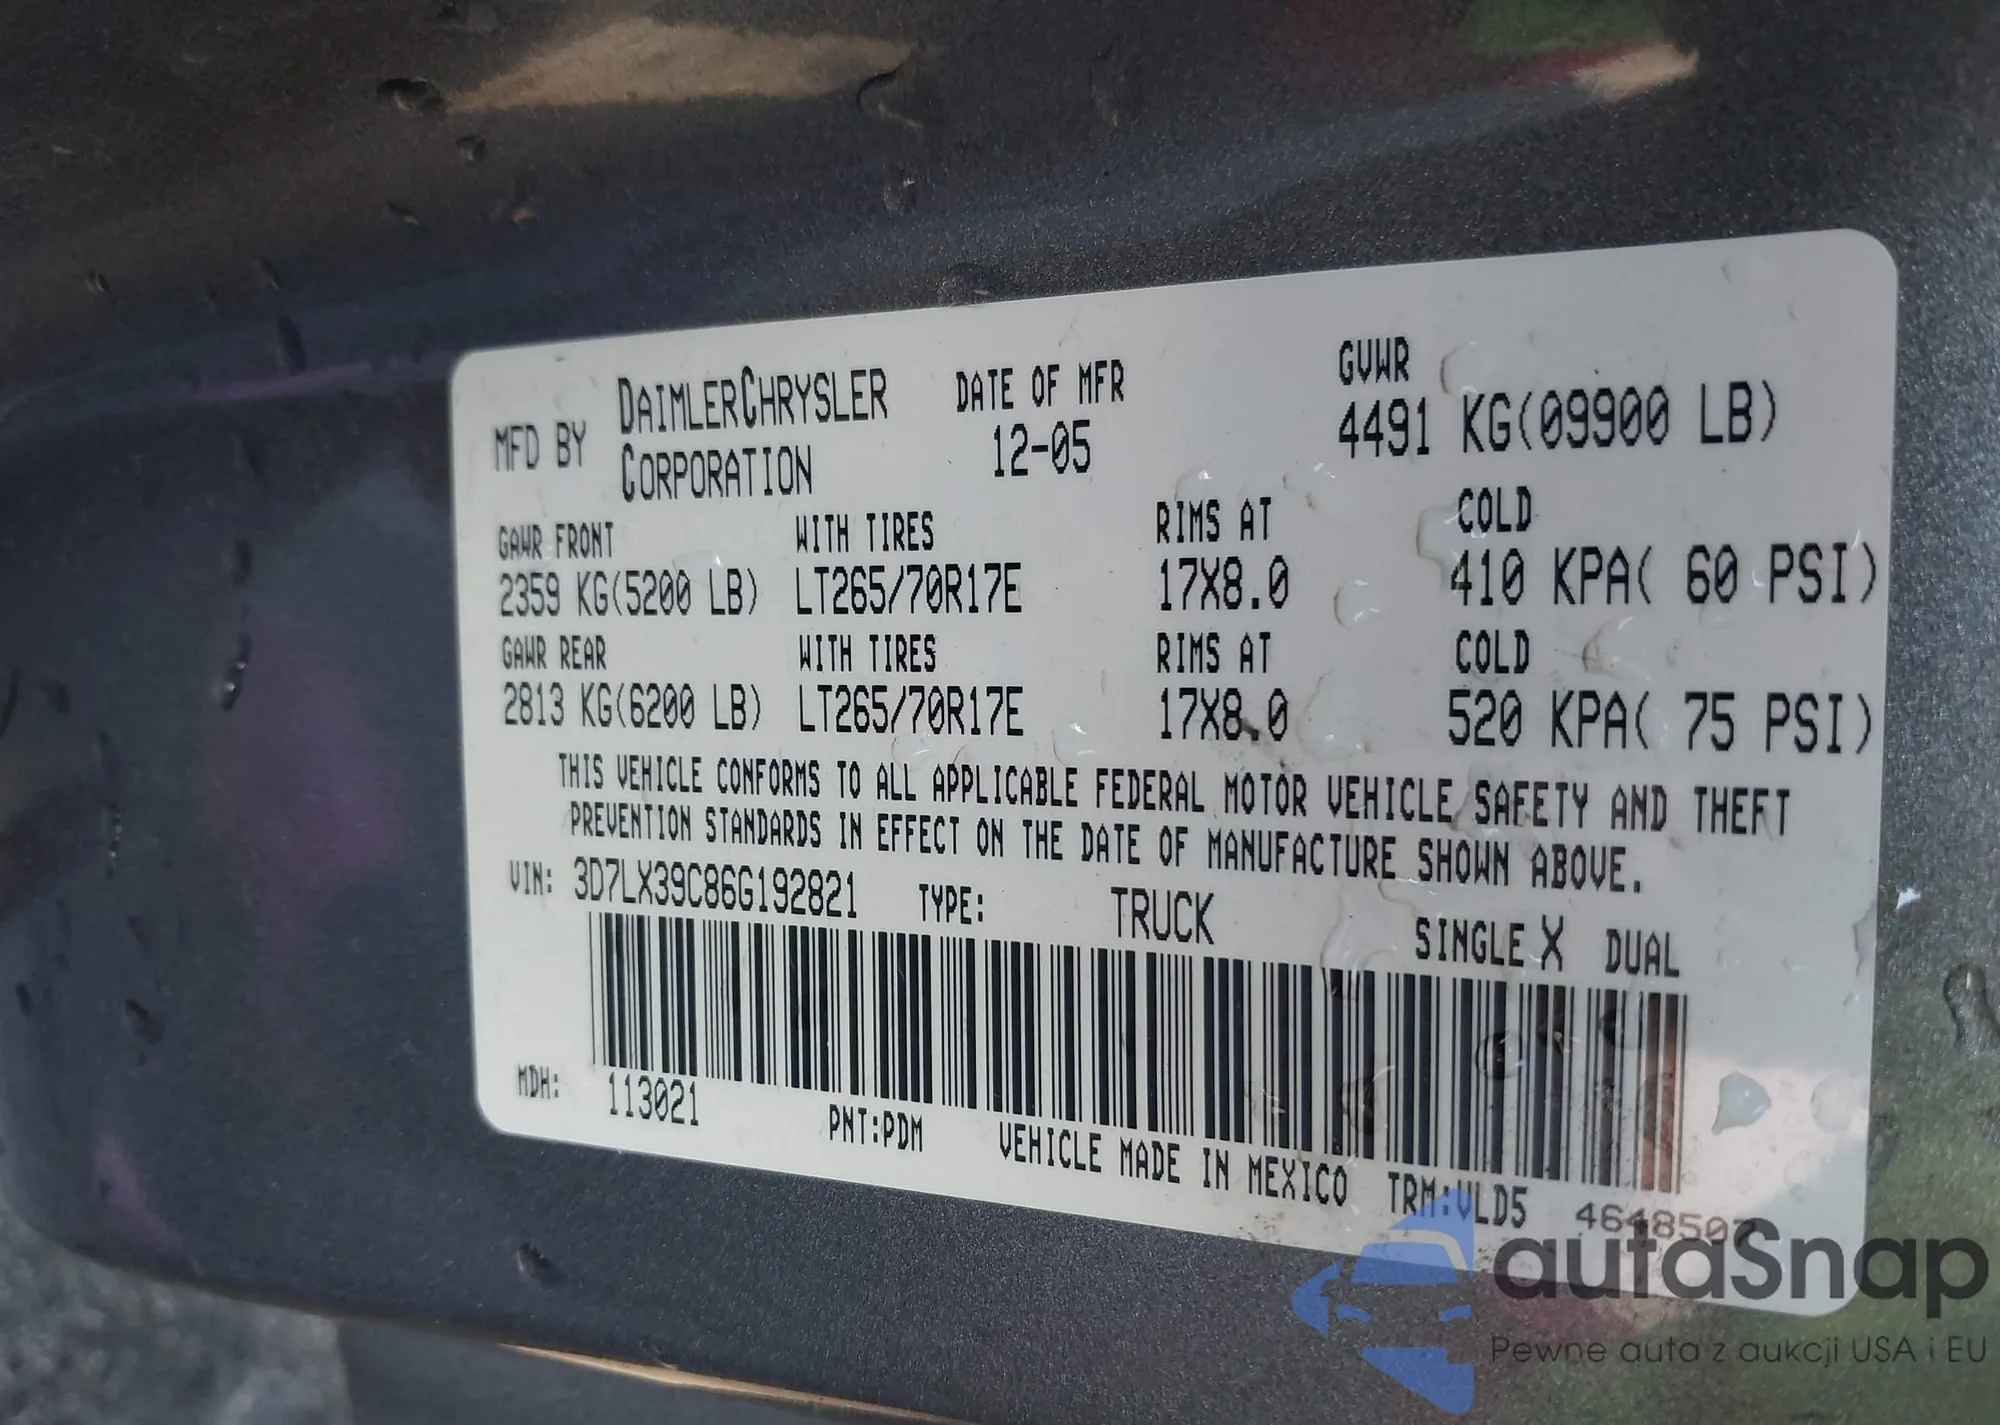 MFD BY DAIMLERCHRYSLER CORPORATION DATE OF MFR 12-05 GVWR 4491 KG(09900 LB)
GAWR FRONT WITH TIRES RIMS AT COLD
2359 KG(5200 LB) LT265/70R17E 17X8.0 410 KPA( 60 PSI)
GAWR REAR WITH TIRES RIMS AT COLD
2813 KG(6200 LB) LT265/70R17E 17X8.0 520 KPA( 75 PSI)
THIS VEHICLE CONFORMS TO ALL APPLICABLE FEDERAL MOTOR VEHICLE SAFETY AND THEFT
PREVENTION STANDARDS IN EFFECT ON THE DATE OF MANUFACTURE SHOWN ABOVE.
VIN: 3D7LX39C86G192821 TYPE: TRUCK SINGLE X DUAL
MDH: 113021 PNT:PDM VEHICLE MADE IN MEXICO TRM:VLD5 4648507
autaSnap
Pewne auta z aukcji USA i EU